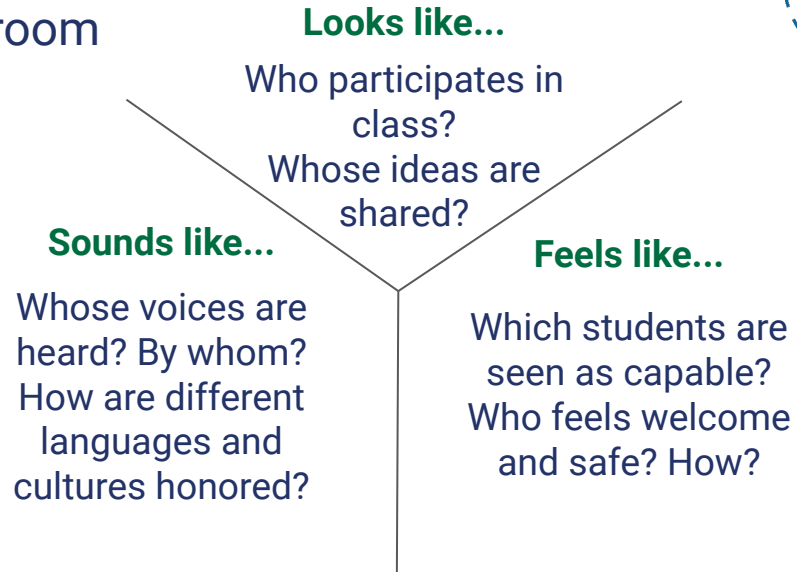 room
Looks like...
Who participates in
class?
Whose ideas are
shared?
Sounds like...
Whose voices are
heard? By whom?
How are different
languages and
cultures honored?
Feels like...
Which students are
seen as capable?
Who feels welcome
and safe? How?